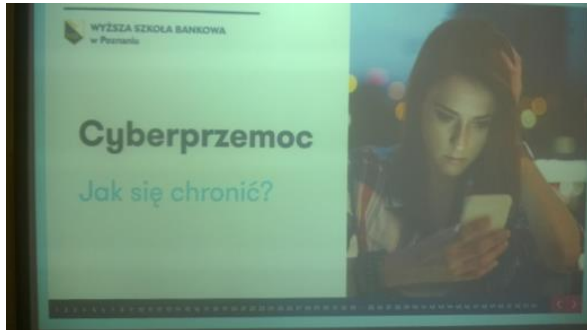 WYŻSZA SZKOŁA BANKOWA
w Poznaniu
Cyberprzemoc
Jak się chronić?